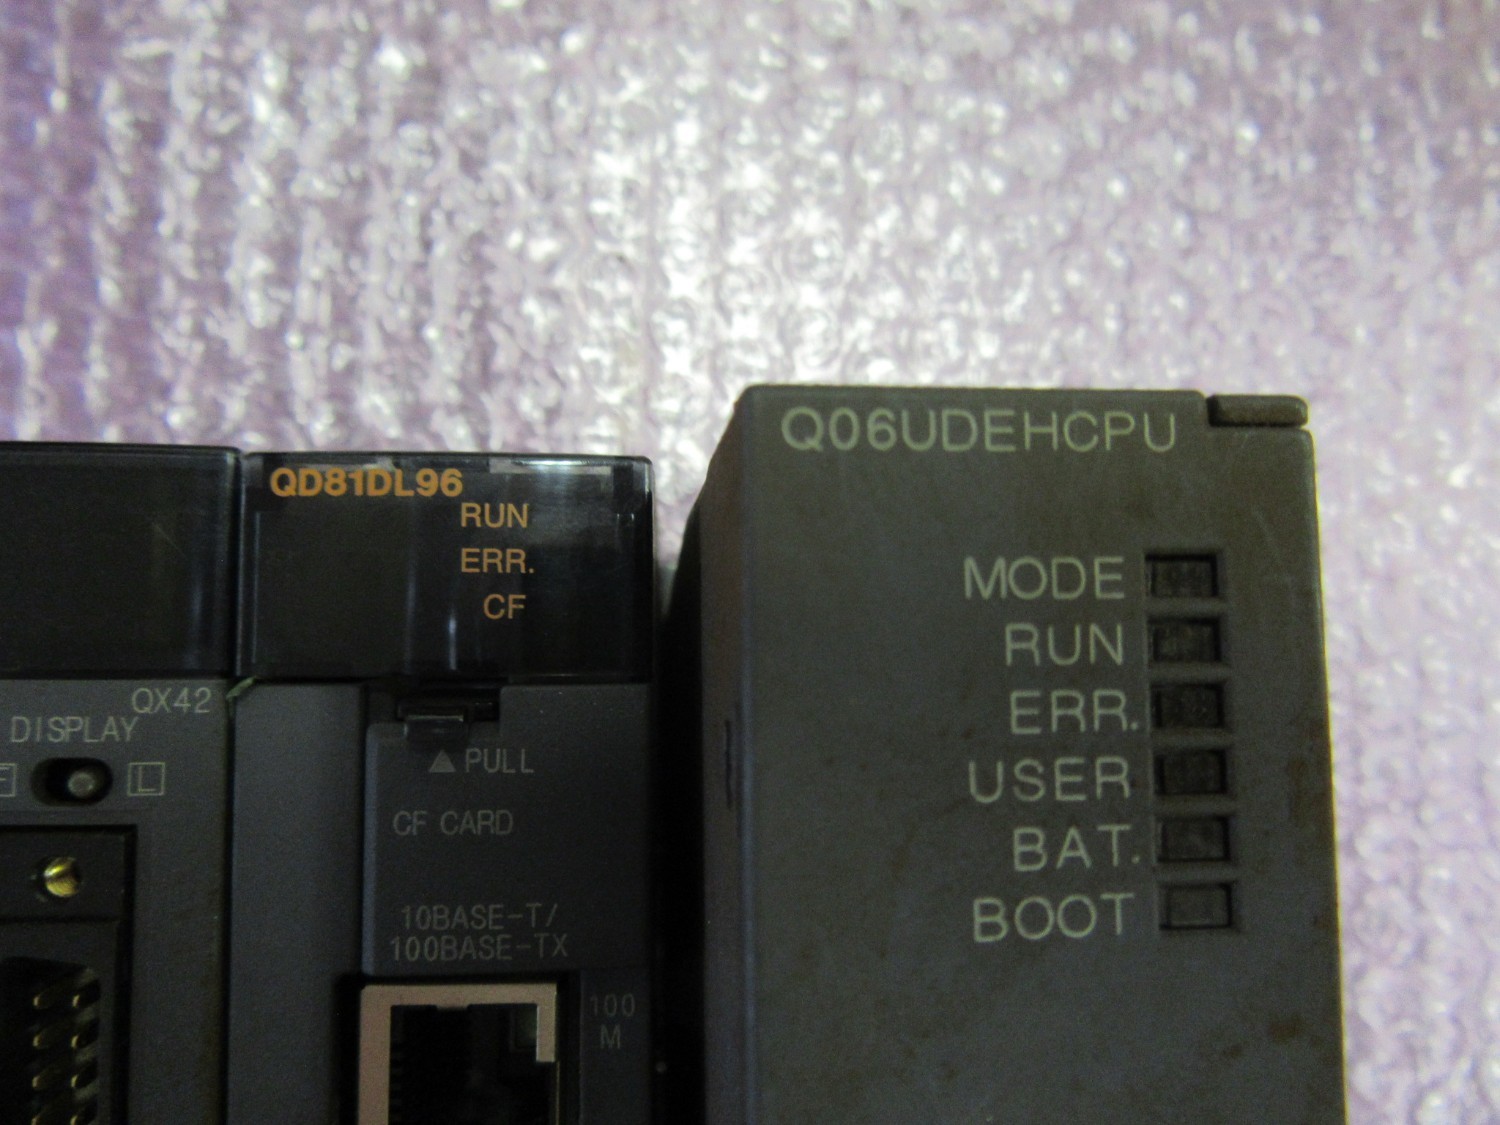 QD81DL96
RUN
ERR.
CF
QX42
DISPLAY
F
L
▲ PULL
CF CARD
10BASE-T/
100BASE-TX
100
M
Q06UDEHCPU
MODE
RUN
ERR.
USER
BAT.
BOOT